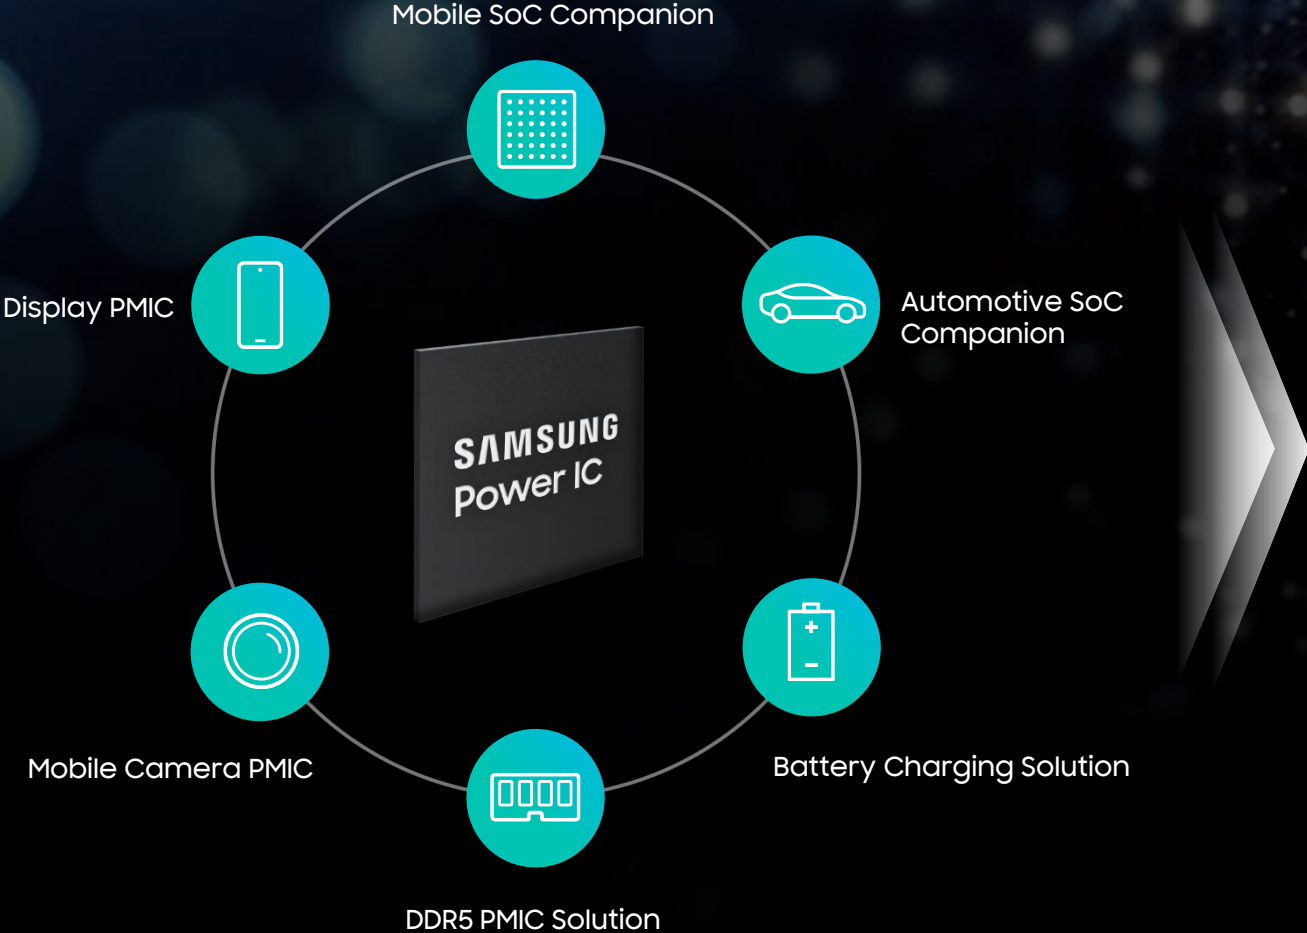 Mobile SoC Companion
Display PMIC
Automotive SoC
Companion
SAMSUNG
Power IC
Mobile Camera PMIC
Battery Charging Solution
DDR5 PMIC Solution